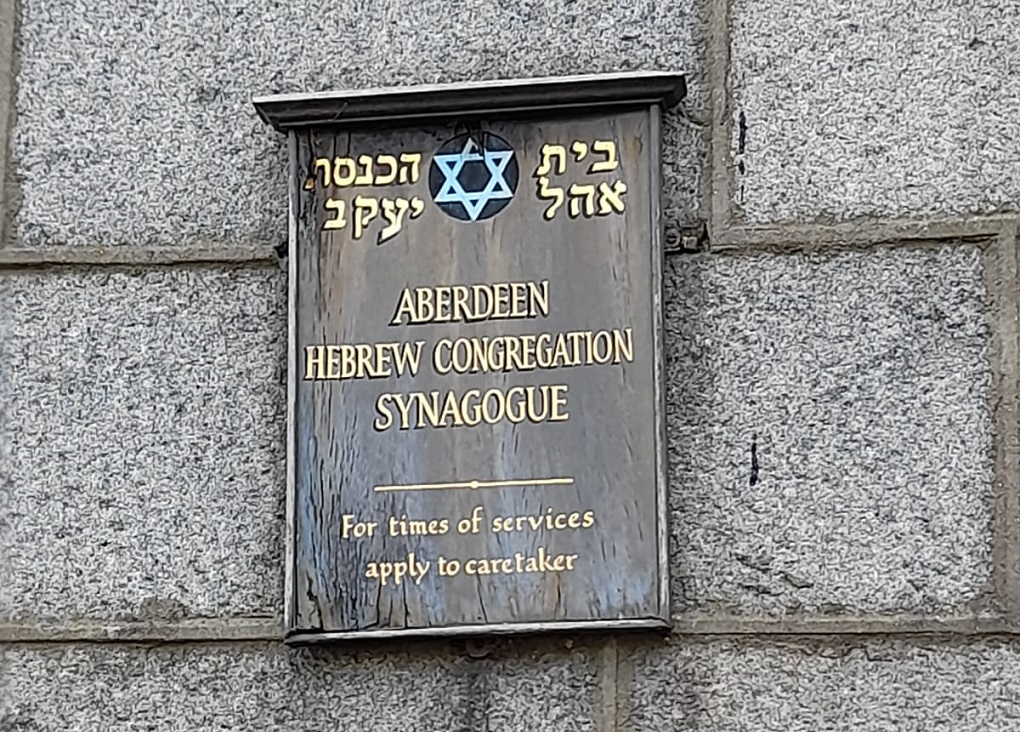 בית הכנסת
אהל יעקב
ABERDEEN
HEBREW CONGREGATION
SYNAGOGUE
For times of services
apply to caretaker